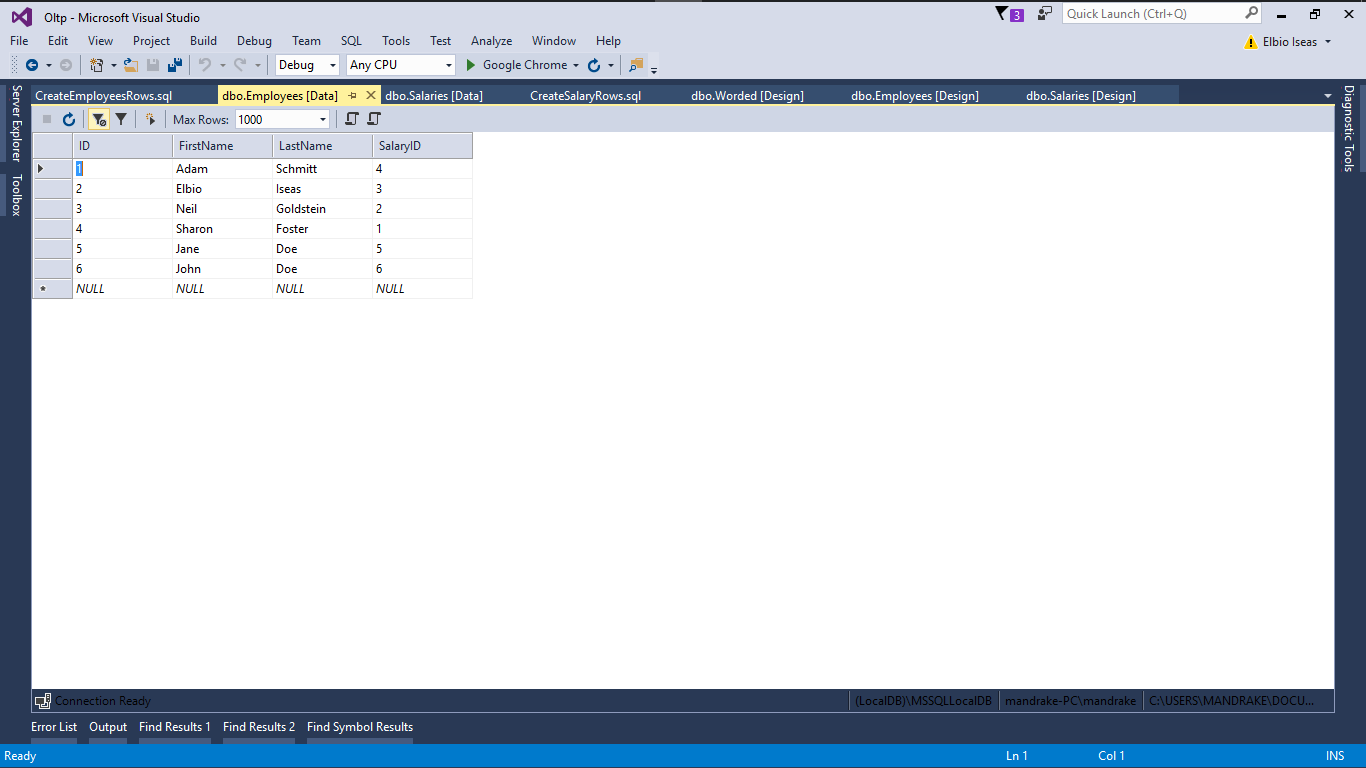 Oltp - Microsoft Visual Studio 3 Quick Launch (Ctrl+Q)
File Edit View Project Build Debug Team SQL Tools Test Analyze Window Help Elbio Iseas
Debug Any CPU Google Chrome
Server Explorer
Toolbox
CreateEmployeesRows.sql dbo.Employees [Data] dbo.Salaries [Data] CreateSalaryRows.sql dbo.Worded [Design] dbo.Employees [Design] dbo.Salaries [Design]
Diagnostic Tools
Max Rows: 1000
ID FirstName LastName SalaryID
1 Adam Schmitt 4
2 Elbio Iseas 3
3 Neil Goldstein 2
4 Sharon Foster 1
5 Jane Doe 5
6 John Doe 6
NULL NULL NULL NULL
Connection Ready (LocalDB)\MSSQLLocalDB mandrake-PC\mandrake C:\USERS\MANDRAKE\DOCU...
Error List Output Find Results 1 Find Results 2 Find Symbol Results
Ready Ln 1 Col 1 INS